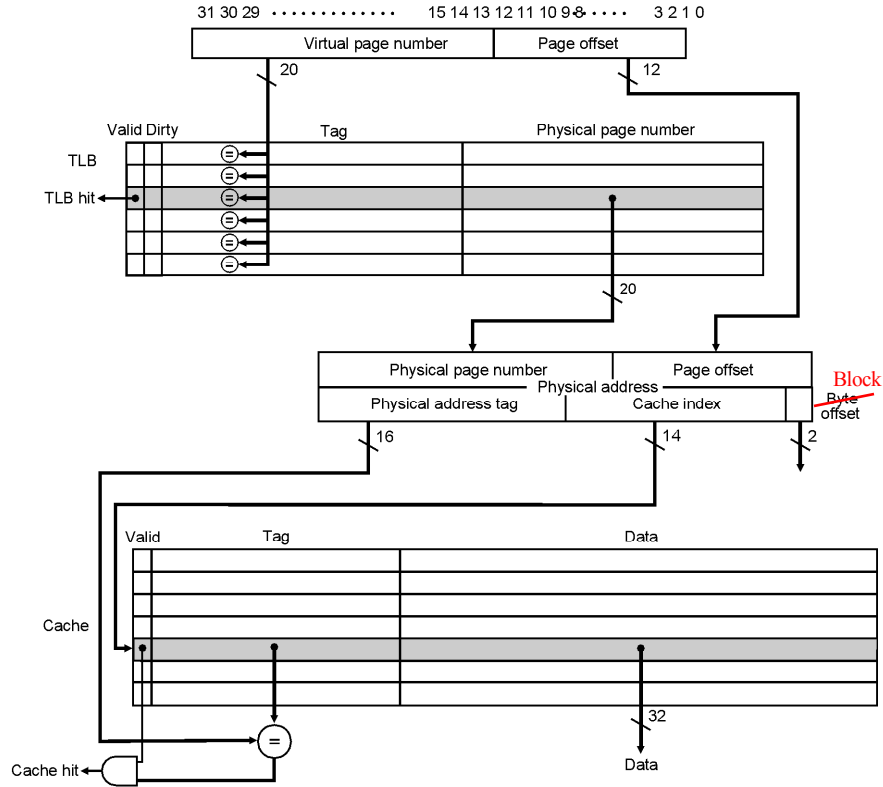 31 30 29 · · · · · · · · · · · · · · · 15 14 13 12 11 10 9 8 · · · · · · · 3 2 1 0
Virtual page number Page offset
20 12
Valid Dirty Tag Physical page number
TLB
TLB hit
=
=
=
=
=
=
20
Physical page number Page offset
Physical address
Block
Physical address tag Cache index Byte
offset
16 14 2
Valid Tag Data
Cache
32
=
Data
Cache hit